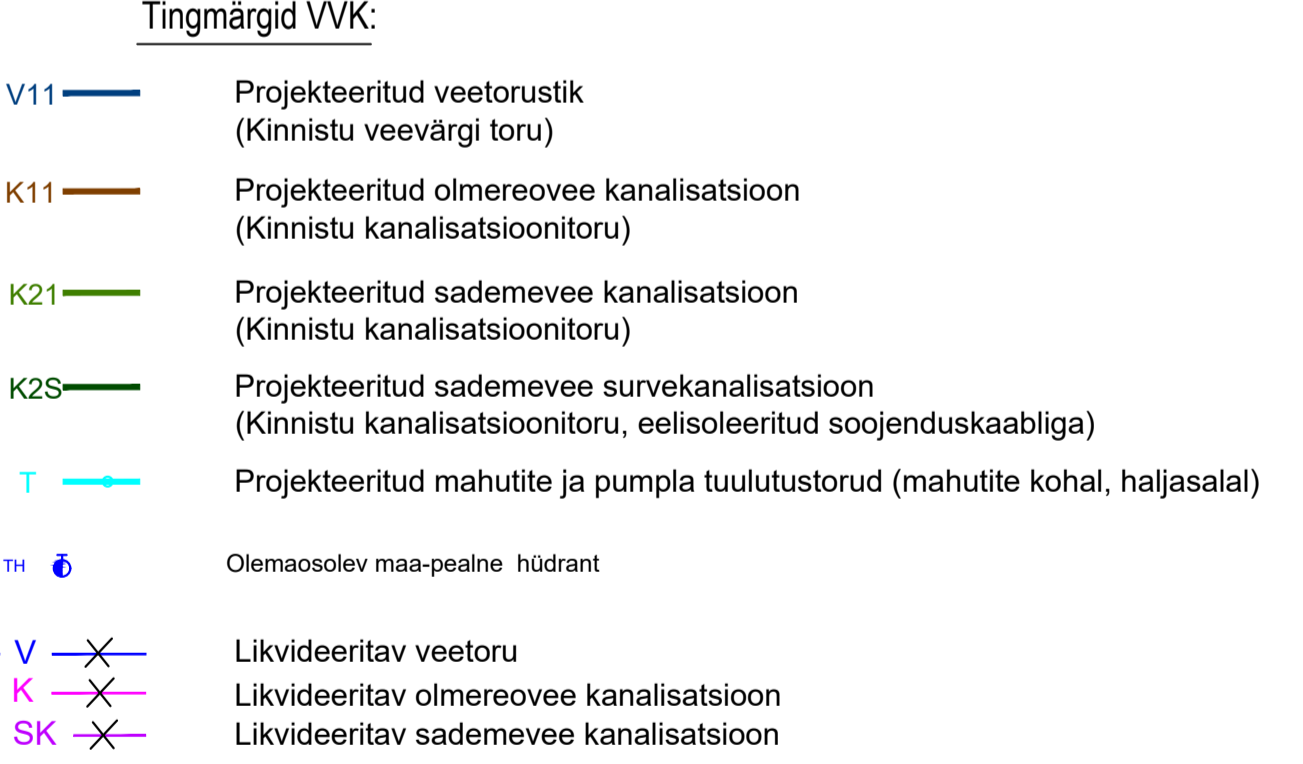 Tingmärgid VVK:
V11 Projekteeritud veetorustik
(Kinnistu veevärgi toru)
K11 Projekteeritud olmereovee kanalisatsioon
(Kinnistu kanalisatsioonitoru)
K21 Projekteeritud sademevee kanalisatsioon
(Kinnistu kanalisatsioonitoru)
K2S Projekteeritud sademevee survekanalisatsioon
(Kinnistu kanalisatsioonitoru, eelisoleeritud soojenduskaabliga)
T Projekteeritud mahutite ja pumpla tuulutustorud (mahutite kohal, haljasalal)
TH Olemaosolev maa-pealne hüdrant
V Likvideeritav veetoru
K Likvideeritav olmereovee kanalisatsioon
SK Likvideeritav sademevee kanalisatsioon